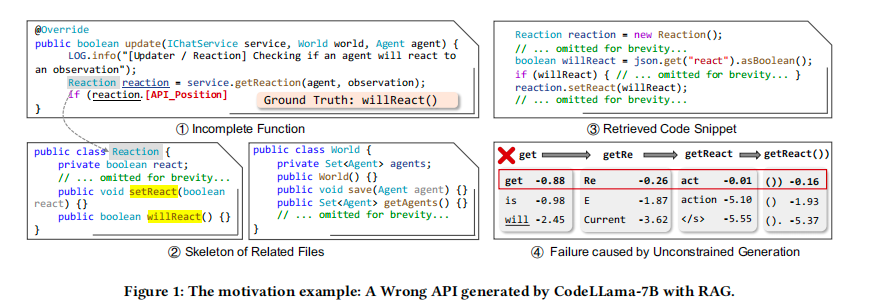 @Override
public boolean update(IChatService service, World world, Agent agent) {
LOG.info("[Updater / Reaction] Checking if an agent will react to
an observation");
Reaction reaction = service.getReaction(agent, observation);
if (reaction.[API_Position]
}
Ground Truth: willReact()
① Incomplete Function
public class Reaction {
private boolean react;
// ... omitted for brevity...
public void setReact(boolean
react) {}
public boolean willReact() {}
}
public class World {
private Set<Agent> agents;
public World() {}
public void save(Agent agent) {}
public Set<Agent> getAgents() {}
// ... omitted for brevity...
}
② Skeleton of Related Files
Reaction reaction = new Reaction();
// ... omitted for brevity...
boolean willReact = json.get("react").asBoolean();
if (willReact) { // ... omitted for brevity... }
reaction.setReact(willReact);
// ... omitted for brevity...
③ Retrieved Code Snippet
get getRe getReact getReact())
get -0.88 Re -0.26 act -0.01 ()) -0.16
is -0.98 E -1.87 action -5.10 () -1.93
will -2.45 Current -3.62 </s> -5.55 (). -5.37
④ Failure caused by Unconstrained Generation
Figure 1: The motivation example: A Wrong API generated by CodeLLama-7B with RAG.